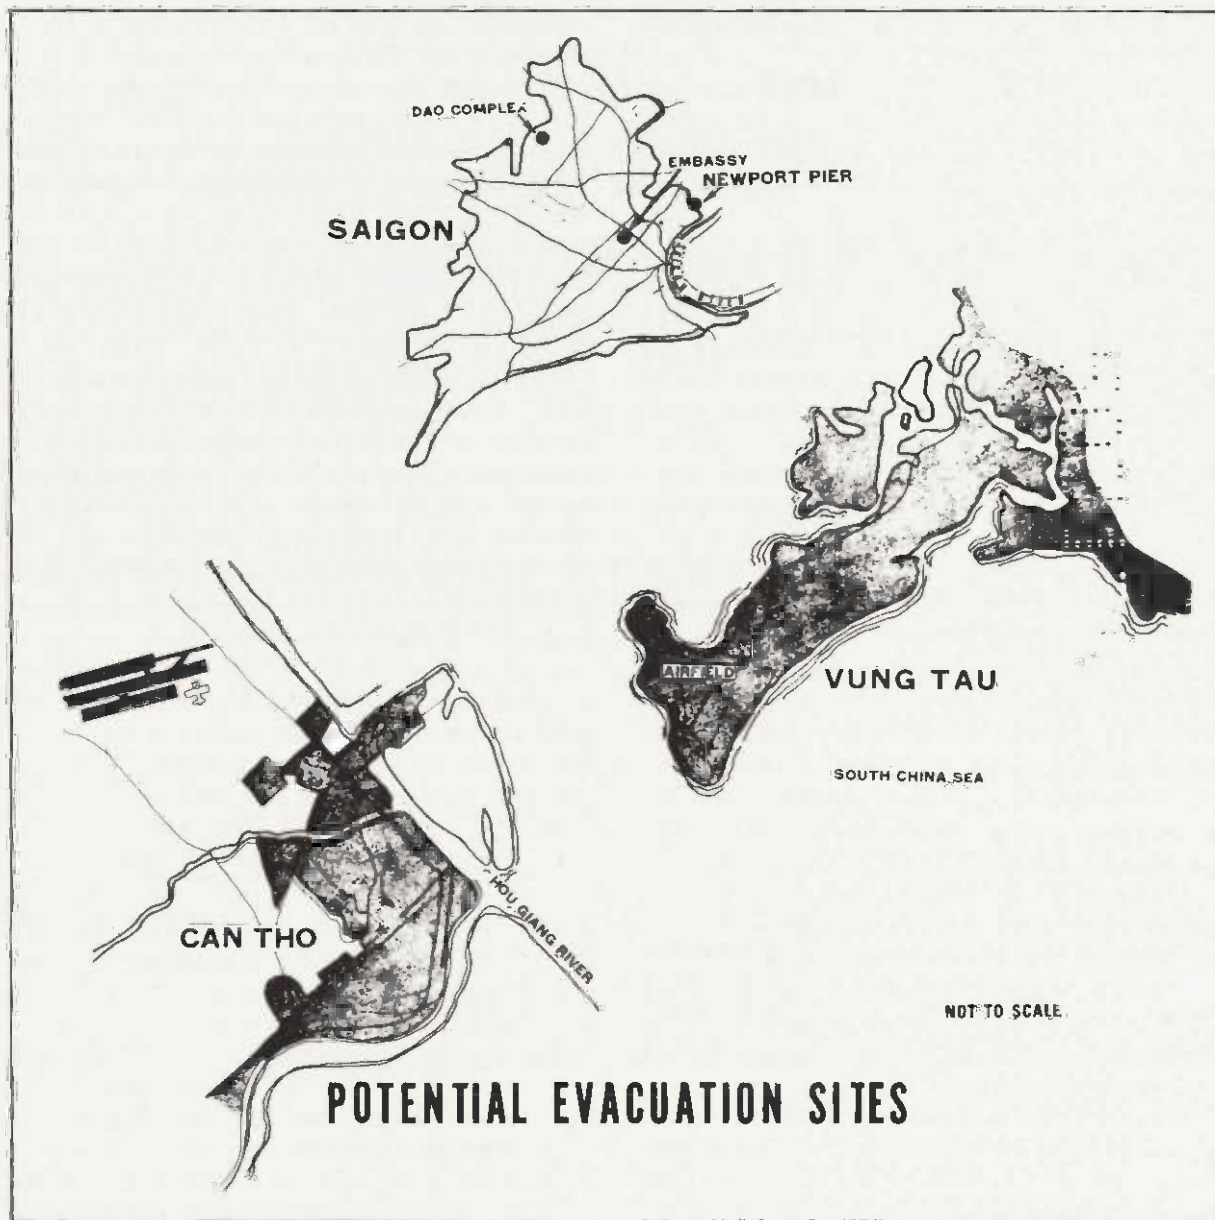 DAO COMPLEX
EMBASSY
NEWPORT PIER
SAIGON
AIRFIELD
VUNG TAU
SOUTH CHINA SEA
HOU GIANG RIVER
CAN THO
NOT TO SCALE
POTENTIAL EVACUATION SITES